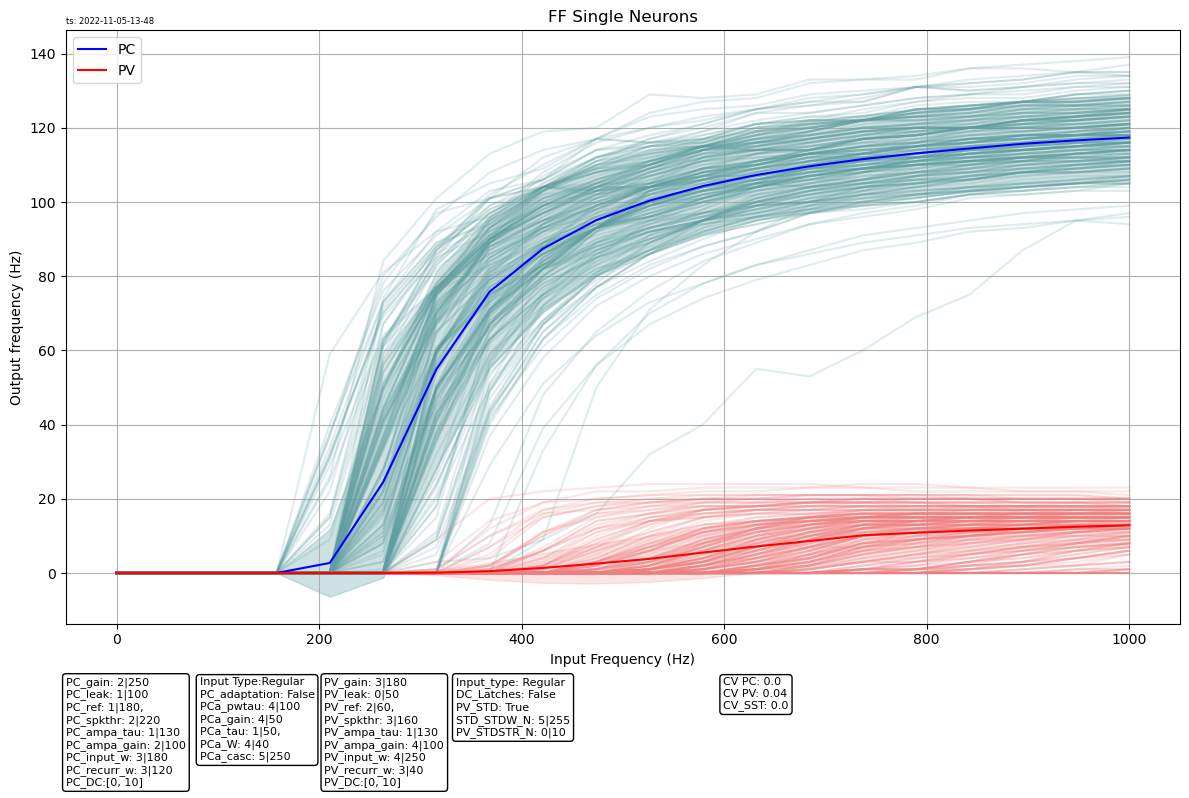 ts: 2022-11-05-13-48
FF Single Neurons
PC
PV
Output frequency (Hz)
140
120
100
80
60
40
20
0
0 200 400 600 800 1000
Input Frequency (Hz)
PC_gain: 2|250
PC_leak: 1|100
PC_ref: 1|180,
PC_spkthr: 2|220
PC_ampa_tau: 1|130
PC_ampa_gain: 2|100
PC_input_w: 3|180
PC_recurr_w: 3|120
PC_DC:[0, 10]
Input Type:Regular
PC_adaptation: False
PCa_pwtau: 4|100
PCa_gain: 4|50
PCa_tau: 1|50,
PCa_W: 4|40
PCa_casc: 5|250
PV_gain: 3|180
PV_leak: 0|50
PV_ref: 2|60,
PV_spkthr: 3|160
PV_ampa_tau: 1|130
PV_ampa_gain: 4|100
PV_input_w: 4|250
PV_recurr_w: 3|40
PV_DC:[0, 10]
Input_type: Regular
DC_Latches: False
PV_STD: True
STD_STDW_N: 5|255
PV_STDSTR_N: 0|10
CV PC: 0.0
CV PV: 0.04
CV_SST: 0.0